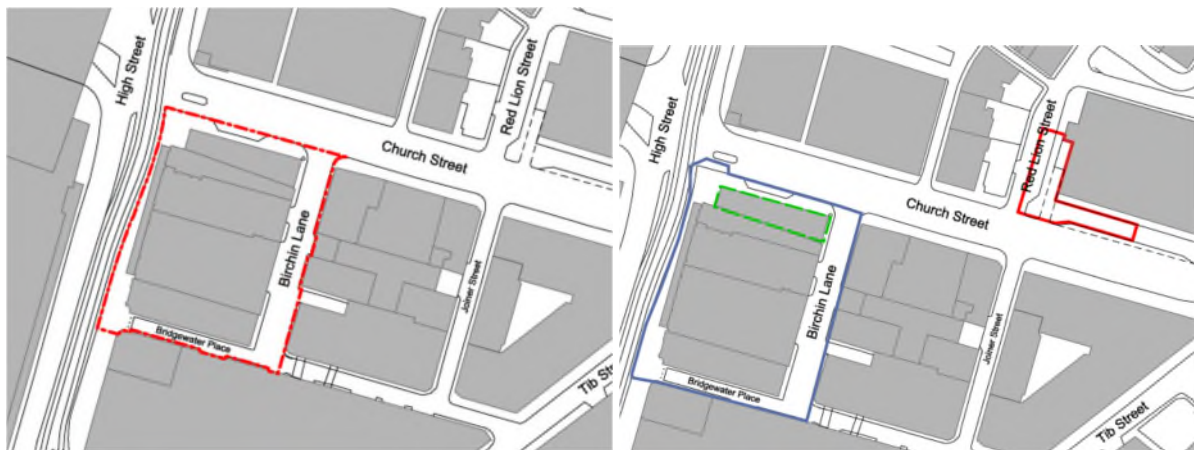 High Street
Red Lion Street
Church Street
Birchin Lane
Joiner Street
Bridgewater Place
Tib Stre
High Street
Red Lion Street
Church Street
Birchin Lane
Joiner Street
Bridgewater Place
Tib Street